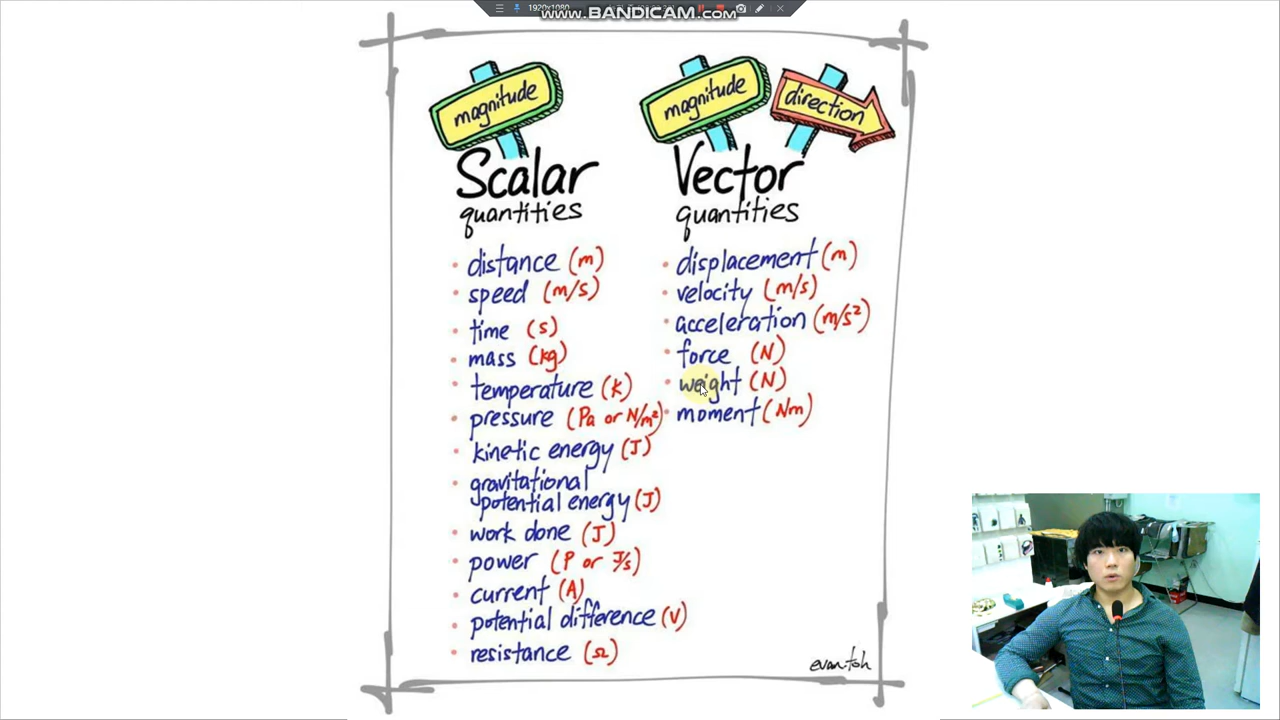 1920x1080
www.BANDICAM.com
magnitude
Scalar
quantities
• distance (m)
• speed (m/s)
• time (s)
• mass (kg)
• temperature (k)
• pressure (Pa or N/m²)
• kinetic energy (J)
• gravitational
potential energy (J)
• work done (J)
• power (P or J/s)
• current (A)
• potential difference (V)
• resistance (Ω)
magnitude
direction
Vector
quantities
• displacement (m)
• velocity (m/s)
• acceleration (m/s²)
• force (N)
• weight (N)
• moment (Nm)
evantoh